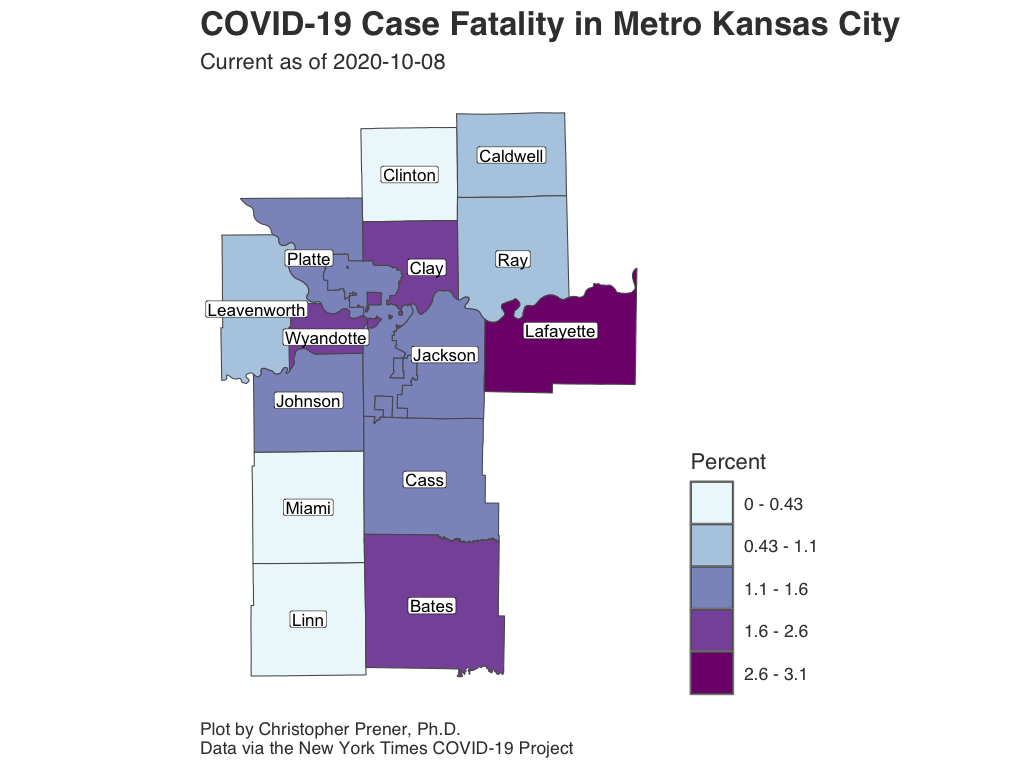 COVID-19 Case Fatality in Metro Kansas City
Current as of 2020-10-08
Caldwell
Clinton
Platte
Clay
Ray
Leavenworth
Wyandotte
Lafayette
Jackson
Johnson
Cass
Miami
Bates
Linn
Percent
0 - 0.43
0.43 - 1.1
1.1 - 1.6
1.6 - 2.6
2.6 - 3.1
Plot by Christopher Prener, Ph.D.
Data via the New York Times COVID-19 Project